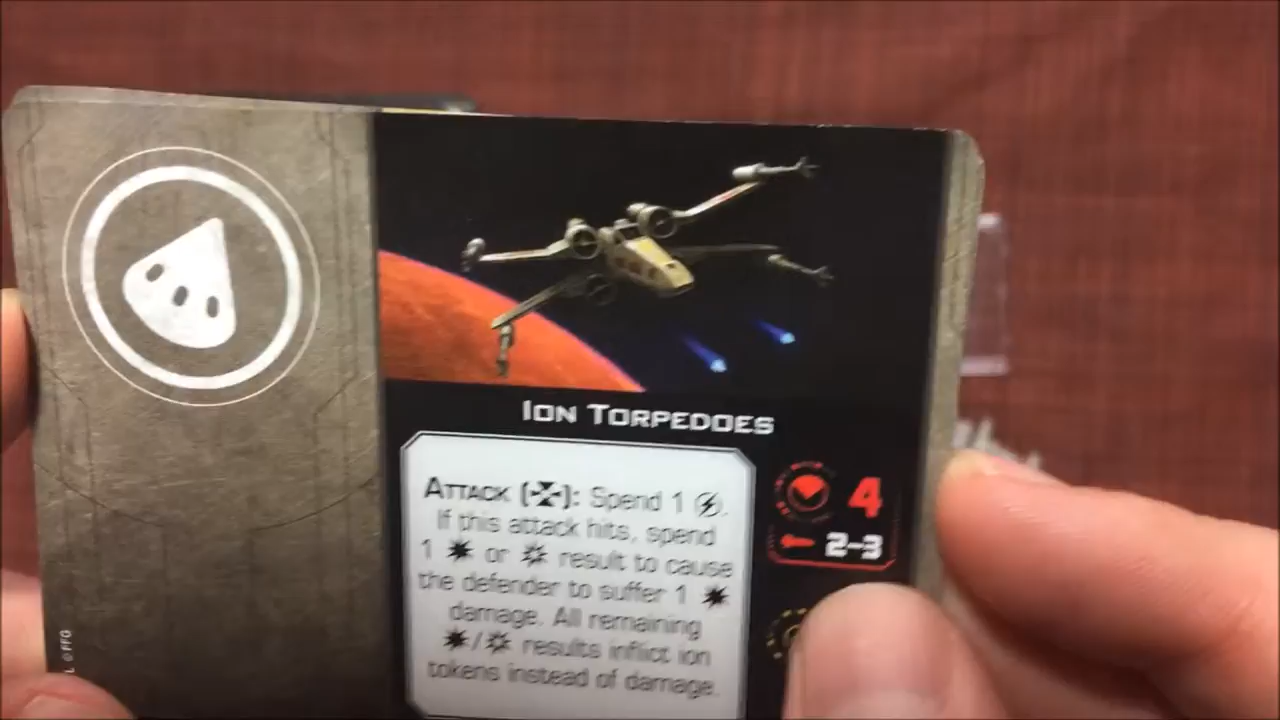 Ion Torpedoes
Attack [ ]: Spend 1 .
If this attack hits, spend
1 or result to cause
the defender to suffer 1
damage. All remaining
/ results inflict ion
tokens instead of damage.
4
2–3
L ©FFG